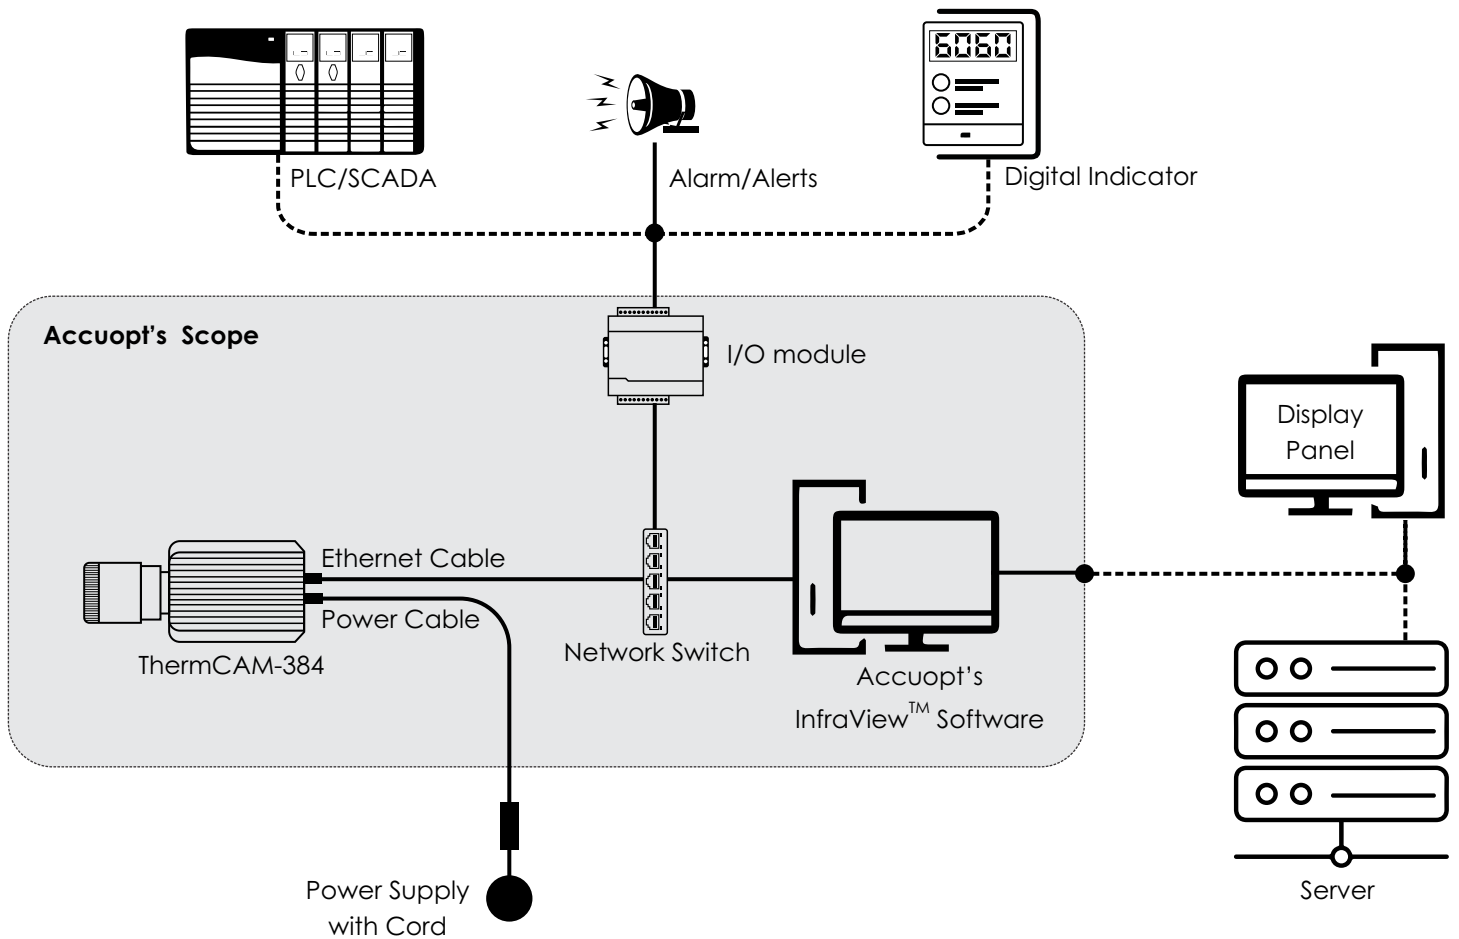 6060
PLC/SCADA
Alarm/Alerts
Digital Indicator
Accuopt's Scope
I/O module
Display
Panel
Ethernet Cable
Power Cable
ThermCAM-384
Network Switch
Accuopt's
InfraView™ Software
Power Supply
with Cord
Server